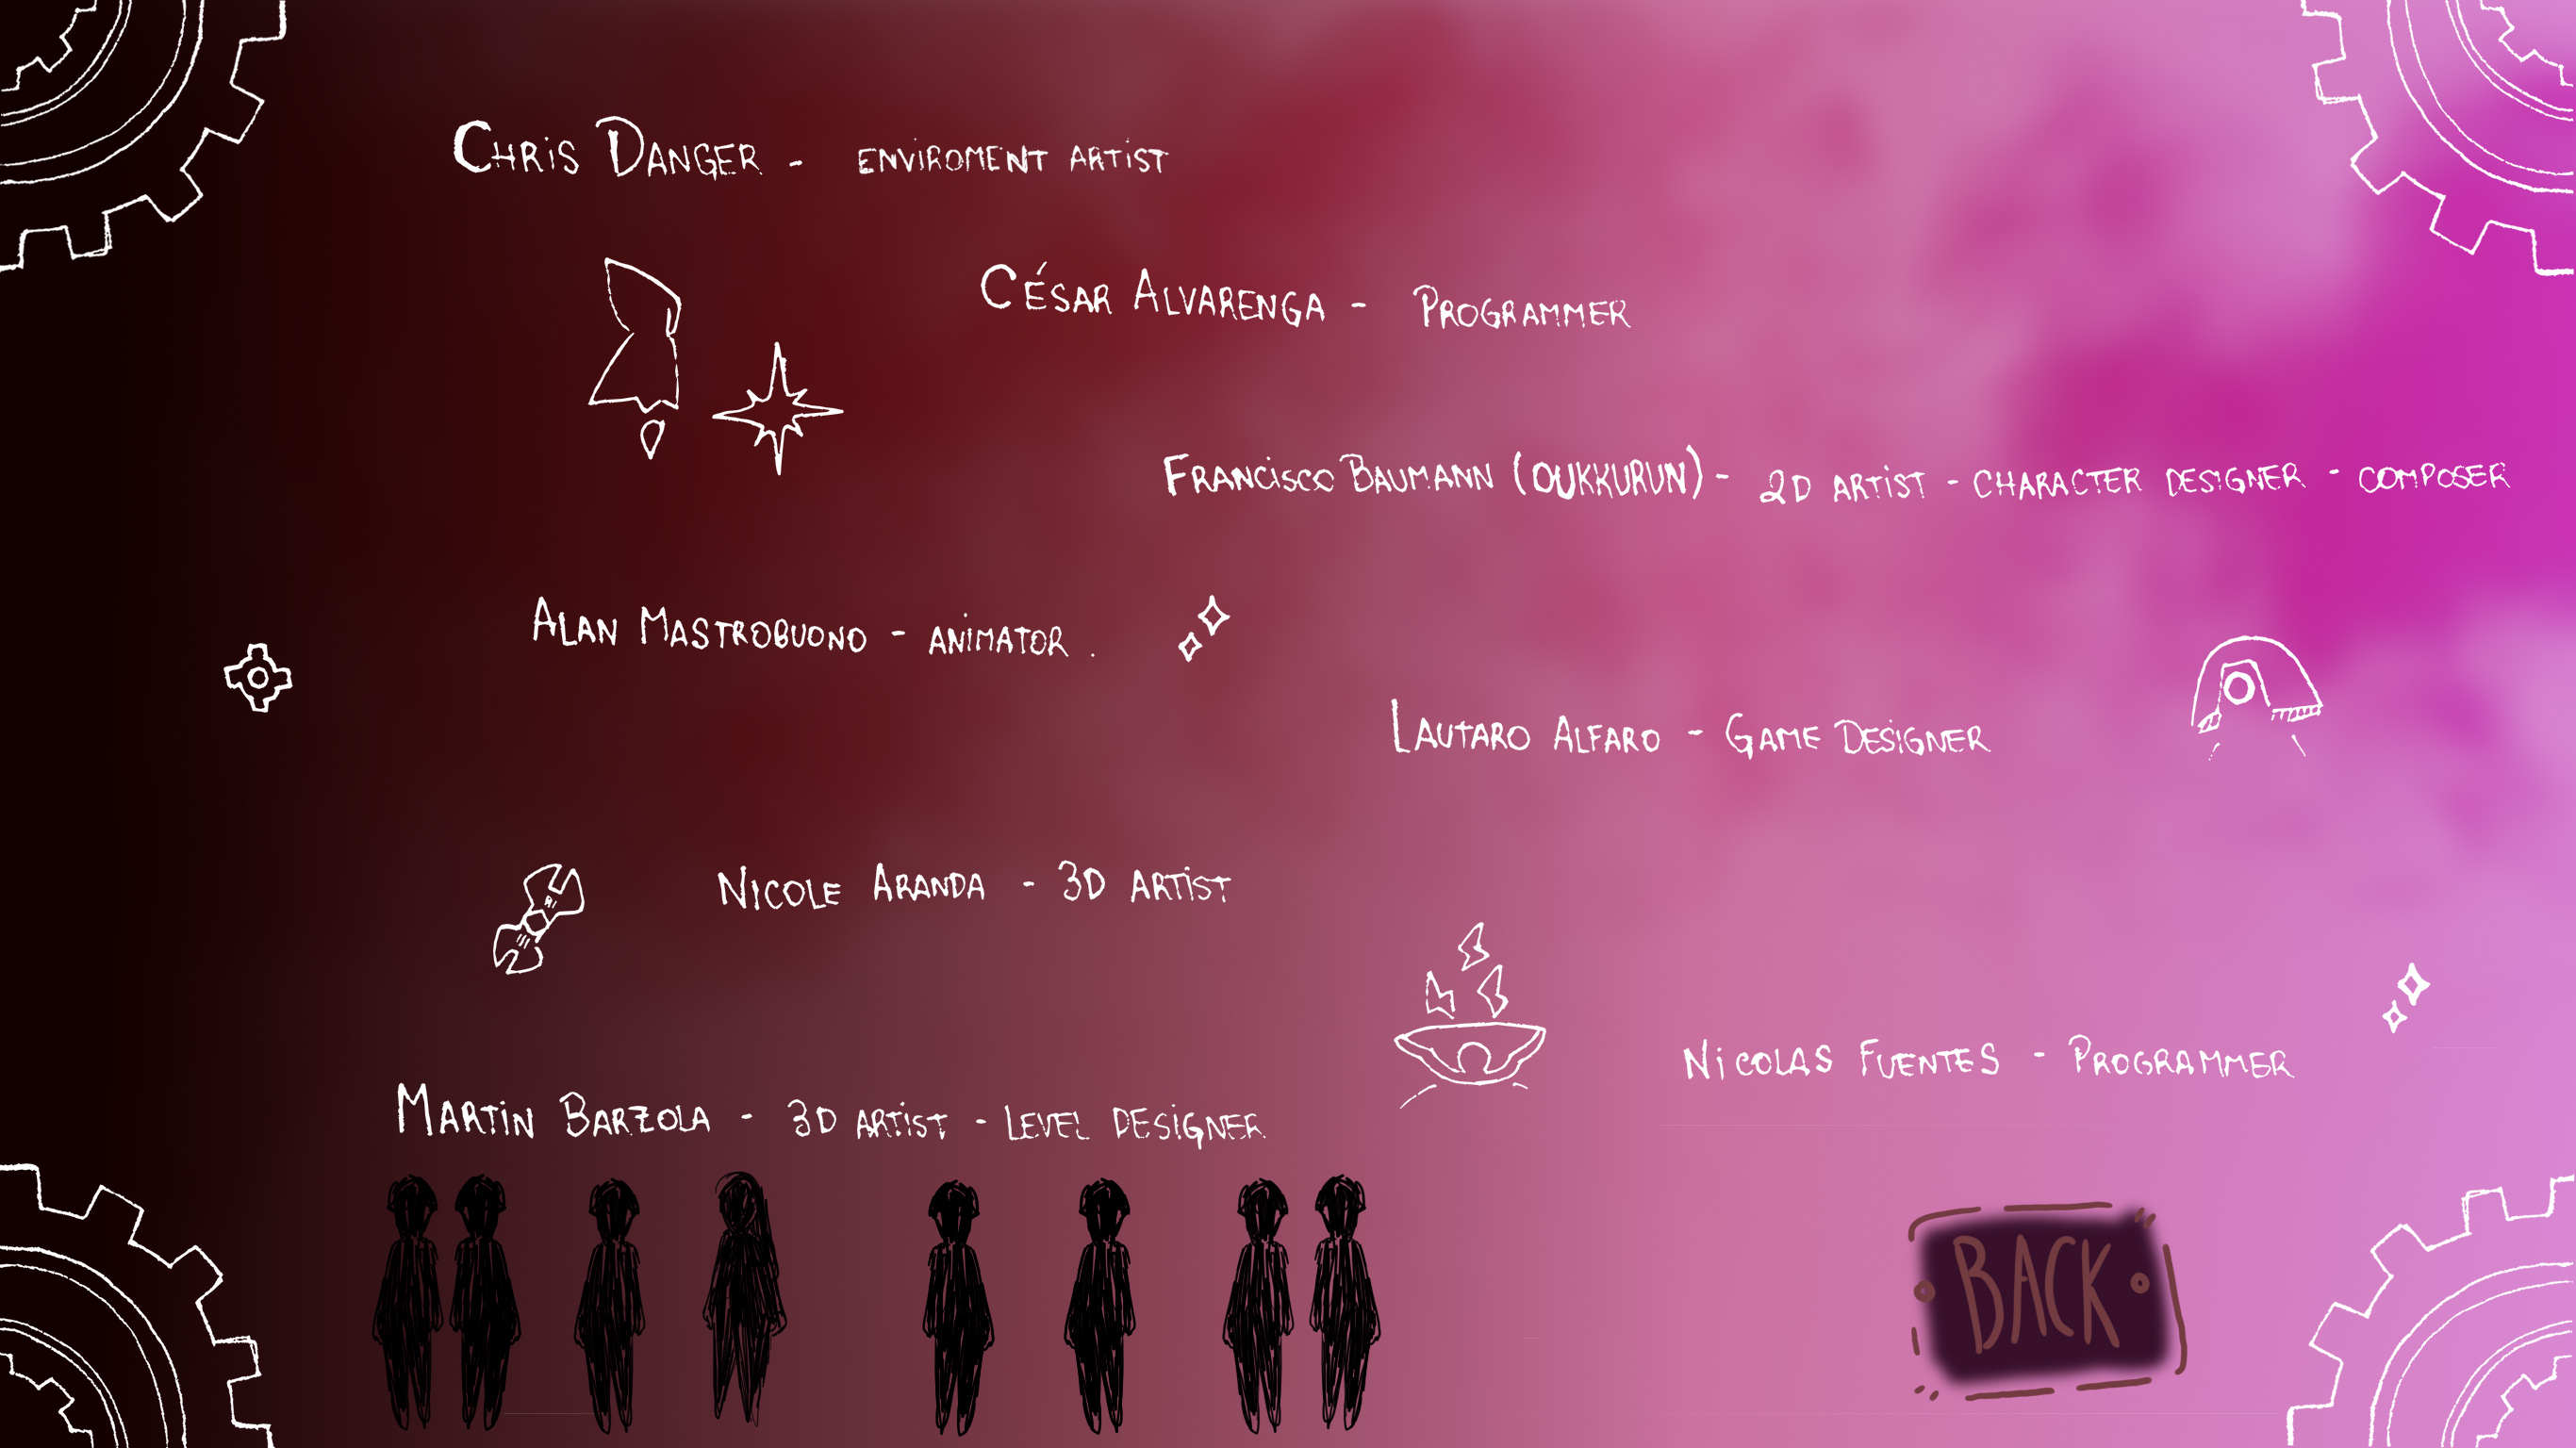 Chris Danger - enviroment artist
César Alvarenga - Programmer
Francisco Baumann (OUKKURUN) - 2D artist - character designer - composer
Alan Mastrobuono - animator .
Lautaro Alfaro - Game Designer
Nicole Aranda - 3D artist
Nicolas Fuentes - Programmer
Martin Barzola - 3D artist - Level designer
BACK